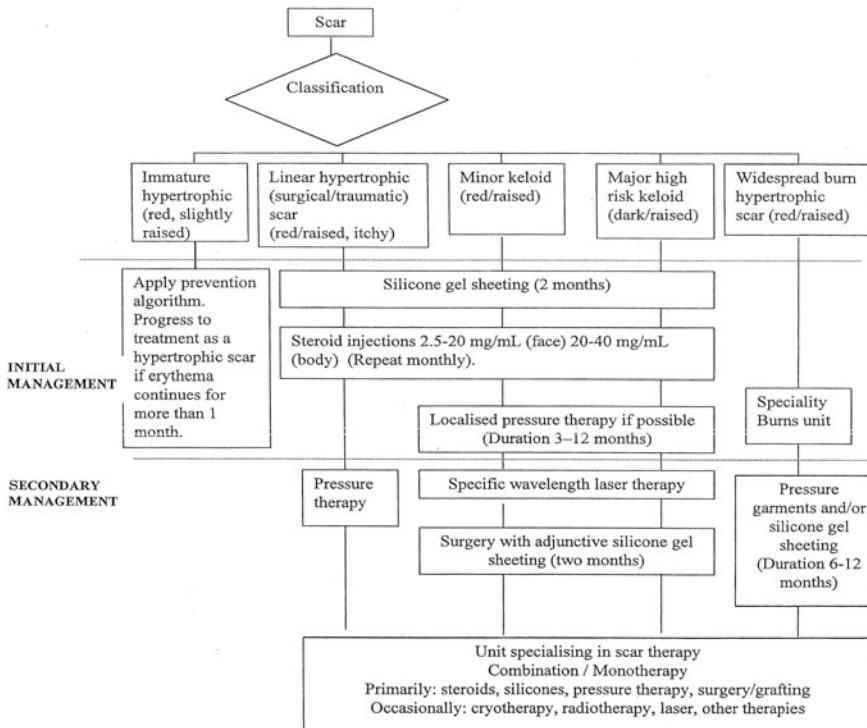 Scar
Classification
Immature
hypertrophic
(red, slightly
raised)
Linear hypertrophic
(surgical/traumatic)
scar
(red/raised, itchy)
Minor keloid
(red/raised)
Major high
risk keloid
(dark/raised)
Widespread burn
hypertrophic
scar (red/raised)
INITIAL
MANAGEMENT
Apply prevention
algorithm.
Progress to
treatment as a
hypertrophic scar
if erythema
continues for
more than 1
month.
Silicone gel sheeting (2 months)
Steroid injections 2.5-20 mg/mL (face) 20-40 mg/mL
(body) (Repeat monthly).
Localised pressure therapy if possible
(Duration 3–12 months)
Speciality
Burns unit
SECONDARY
MANAGEMENT
Pressure
therapy
Specific wavelength laser therapy
Surgery with adjunctive silicone gel
sheeting (two months)
Pressure
garments and/or
silicone gel
sheeting
(Duration 6-12
months)
Unit specialising in scar therapy
Combination / Monotherapy
Primarily: steroids, silicones, pressure therapy, surgery/grafting
Occasionally: cryotherapy, radiotherapy, laser, other therapies